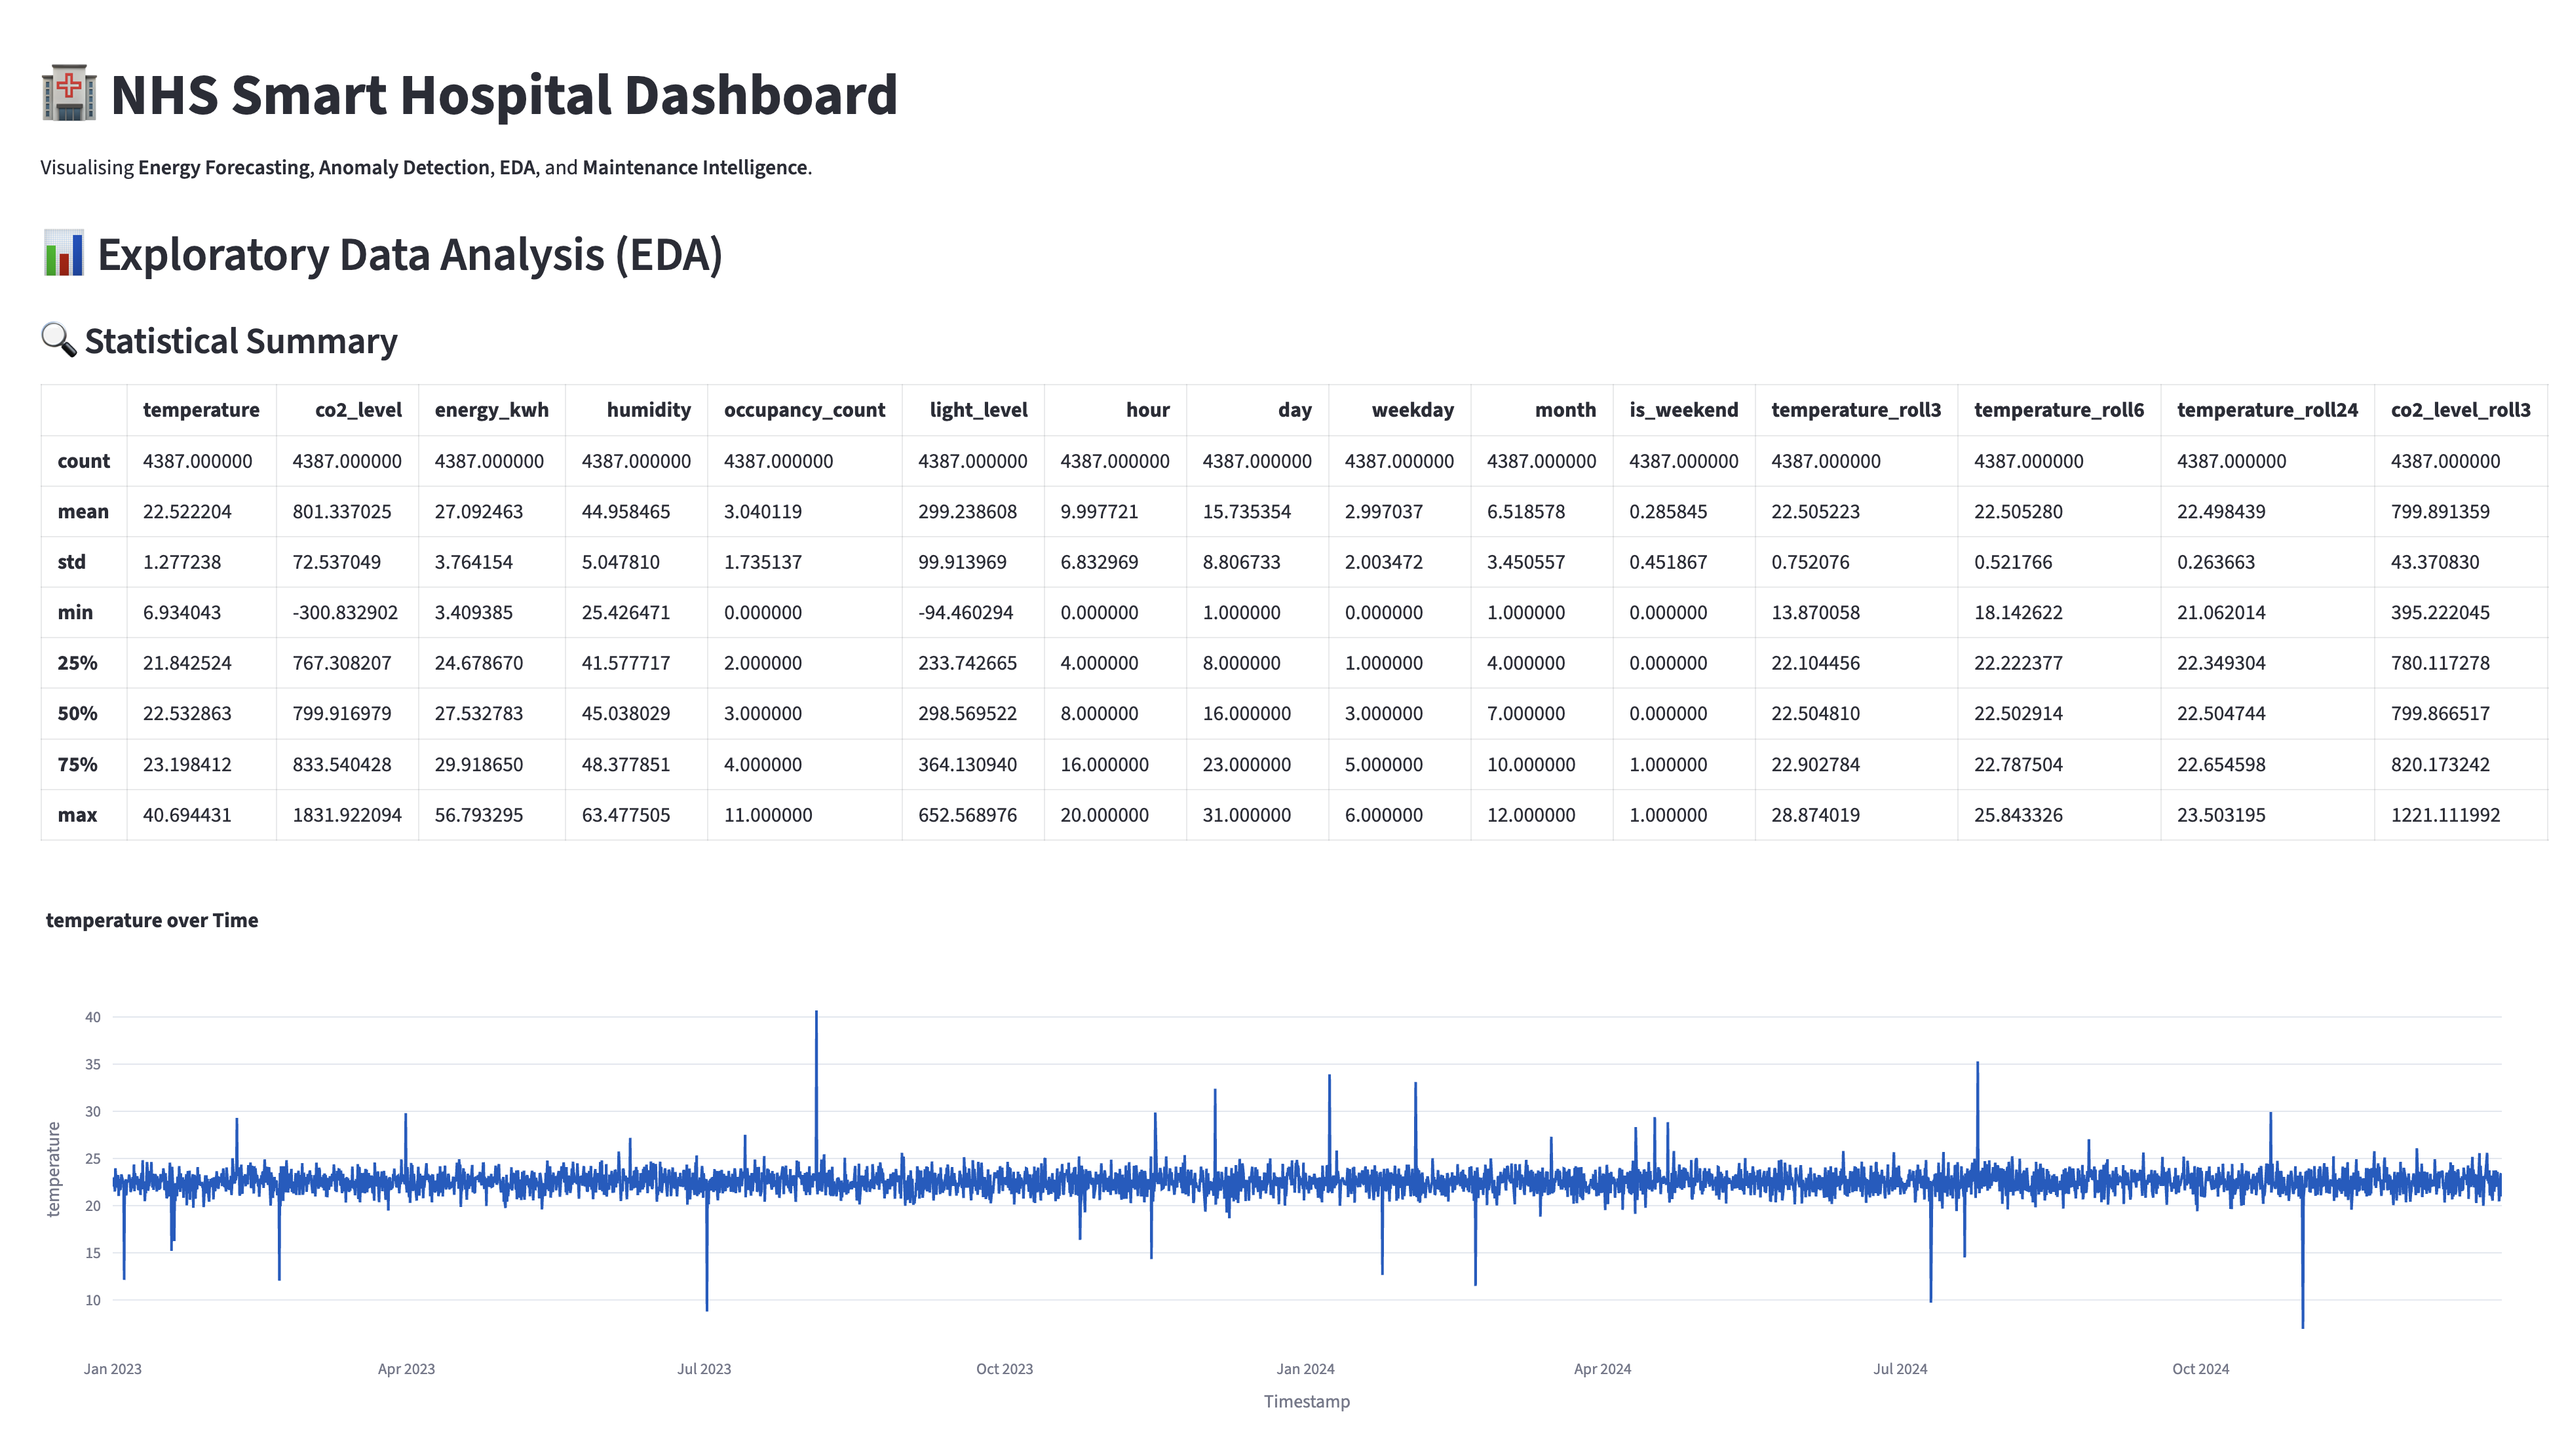 NHS Smart Hospital Dashboard
Visualising Energy Forecasting, Anomaly Detection, EDA, and Maintenance Intelligence.
Exploratory Data Analysis (EDA)
Statistical Summary
temperature co2_level energy_kwh humidity occupancy_count light_level hour day weekday month is_weekend temperature_roll3 temperature_roll6 temperature_roll24 co2_level_roll3
count 4387.000000 4387.000000 4387.000000 4387.000000 4387.000000 4387.000000 4387.000000 4387.000000 4387.000000 4387.000000 4387.000000 4387.000000 4387.000000 4387.000000 4387.000000
mean 22.522204 801.337025 27.092463 44.958465 3.040119 299.238608 9.997721 15.735354 2.997037 6.518578 0.285845 22.505223 22.505280 22.498439 799.891359
std 1.277238 72.537049 3.764154 5.047810 1.735137 99.913969 6.832969 8.806733 2.003472 3.450557 0.451867 0.752076 0.521766 0.263663 43.370830
min 6.934043 -300.832902 3.409385 25.426471 0.000000 -94.460294 0.000000 1.000000 0.000000 1.000000 0.000000 13.870058 18.142622 21.062014 395.222045
25% 21.842524 767.308207 24.678670 41.577717 2.000000 233.742665 4.000000 8.000000 1.000000 4.000000 0.000000 22.104456 22.222377 22.349304 780.117278
50% 22.532863 799.916979 27.532783 45.038029 3.000000 298.569522 8.000000 16.000000 3.000000 7.000000 0.000000 22.504810 22.502914 22.504744 799.866517
75% 23.198412 833.540428 29.918650 48.377851 4.000000 364.130940 16.000000 23.000000 5.000000 10.000000 1.000000 22.902784 22.787504 22.654598 820.173242
max 40.694431 1831.922094 56.793295 63.477505 11.000000 652.568976 20.000000 31.000000 6.000000 12.000000 1.000000 28.874019 25.843326 23.503195 1221.111992
temperature over Time
40
35
30
25
20
15
10
temperature
Jan 2023 Apr 2023 Jul 2023 Oct 2023 Jan 2024 Apr 2024 Jul 2024 Oct 2024
Timestamp